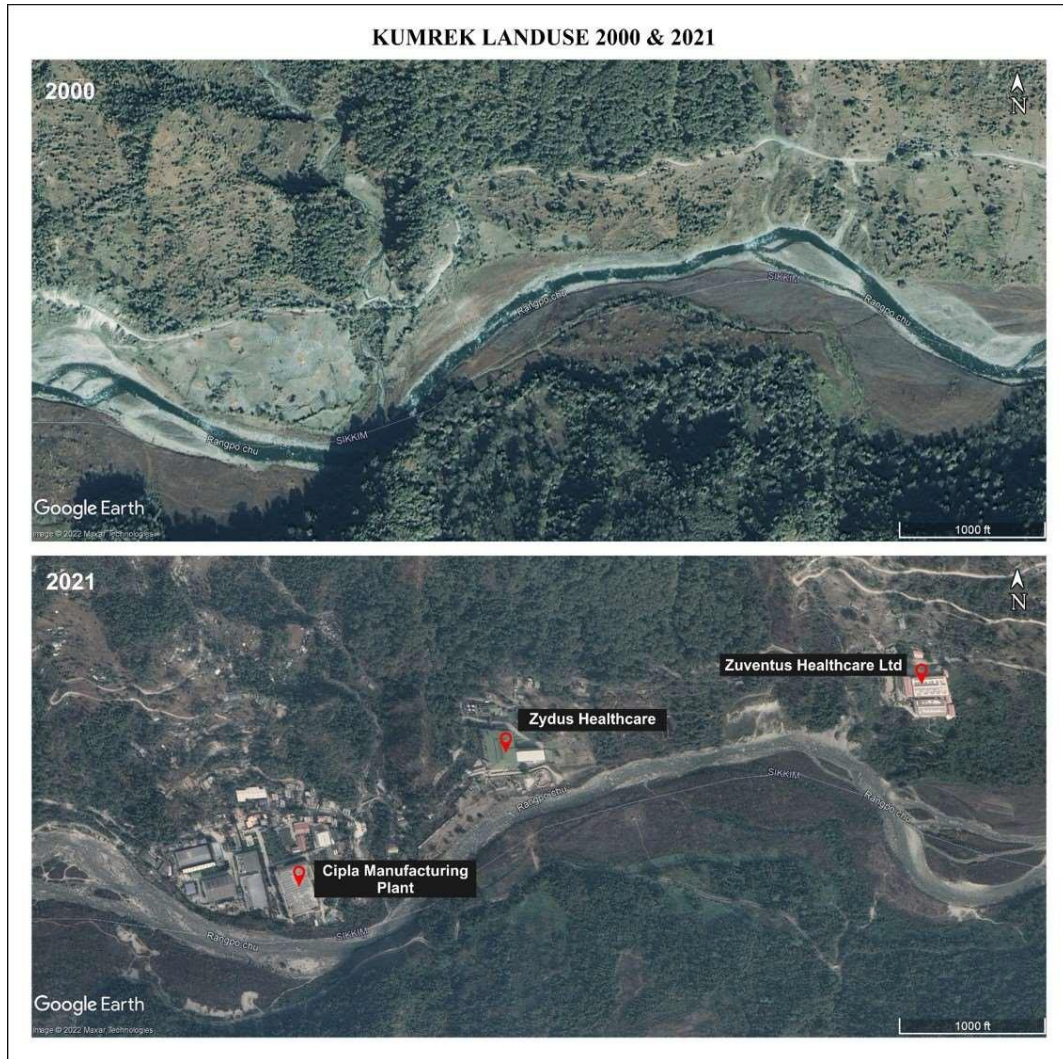 KUMREK LANDUSE 2000 & 2021
2000
N
SIKKIM
Rangpo chu
Rangpo chu
SIKKIM
Rangpo chu
Google Earth
Image © 2022 Maxar Technologies
1000 ft
2021
N
Zuventus Healthcare Ltd
Zydus Healthcare
SIKKIM
Rangpo chu
Rangpo chu
Cipla Manufacturing
Plant
SIKKIM
Rangpo chu
Google Earth
Image © 2022 Maxar Technologies
1000 ft